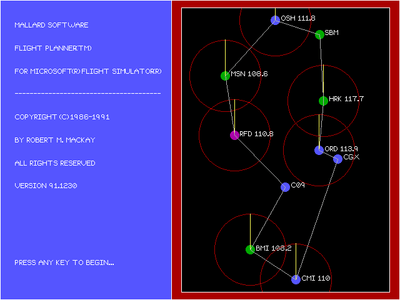 MALLARD SOFTWARE
FLIGHT PLANNER(TM)
FOR MICROSOFT(R)FLIGHT SIMULATOR(R)
COPYRIGHT (C)1986-1991
BY ROBERT M. MACKAY
ALL RIGHTS RESERVED
VERSION 91.1230
PRESS ANY KEY TO BEGIN...
OSH 111.8
SBM
MSN 108.6
HRK 117.7
RFD 110.8
ORD 113.9
CGX
C09
BMI 108.2
CMI 110